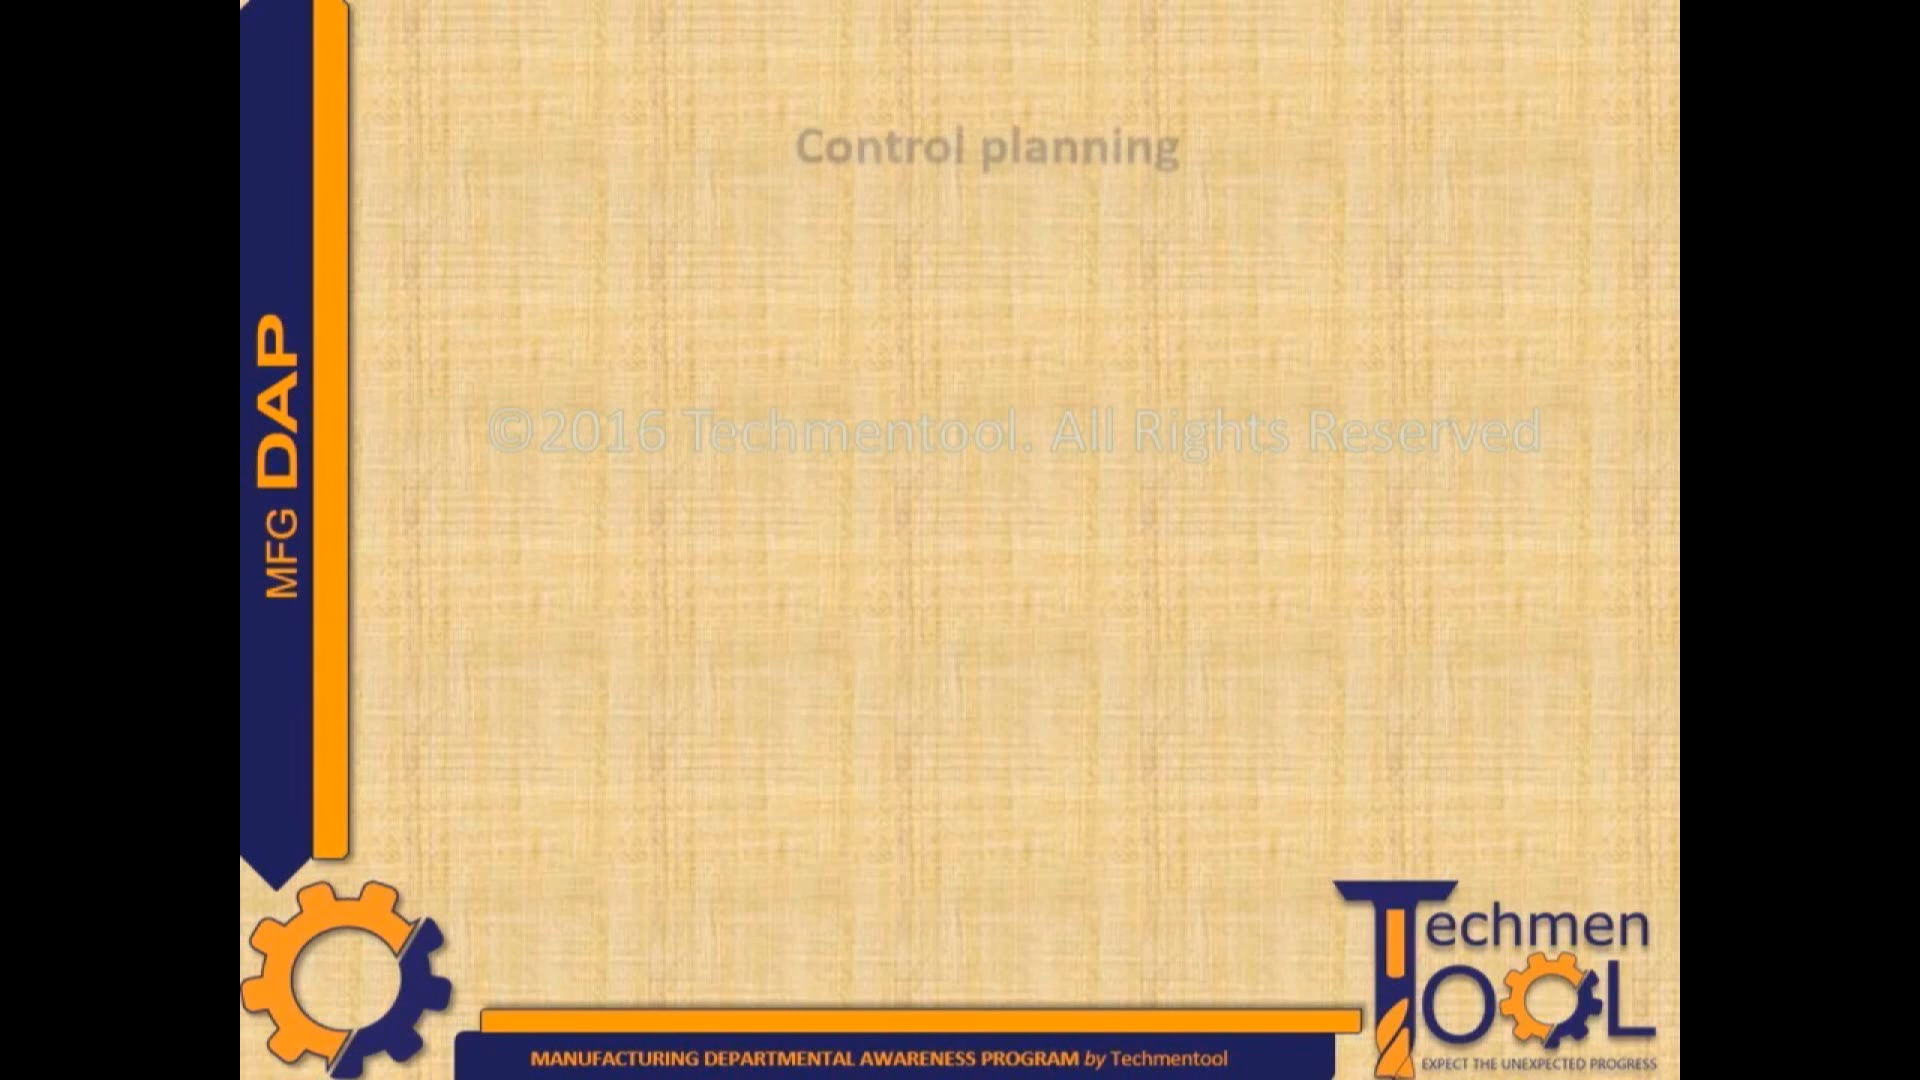 Control planning
©2016 Techmentool. All Rights Reserved
MFG DAP
Techmen
TOOL
EXPECT THE UNEXPECTED PROGRESS
MANUFACTURING DEPARTMENTAL AWARENESS PROGRAM by Techmentool